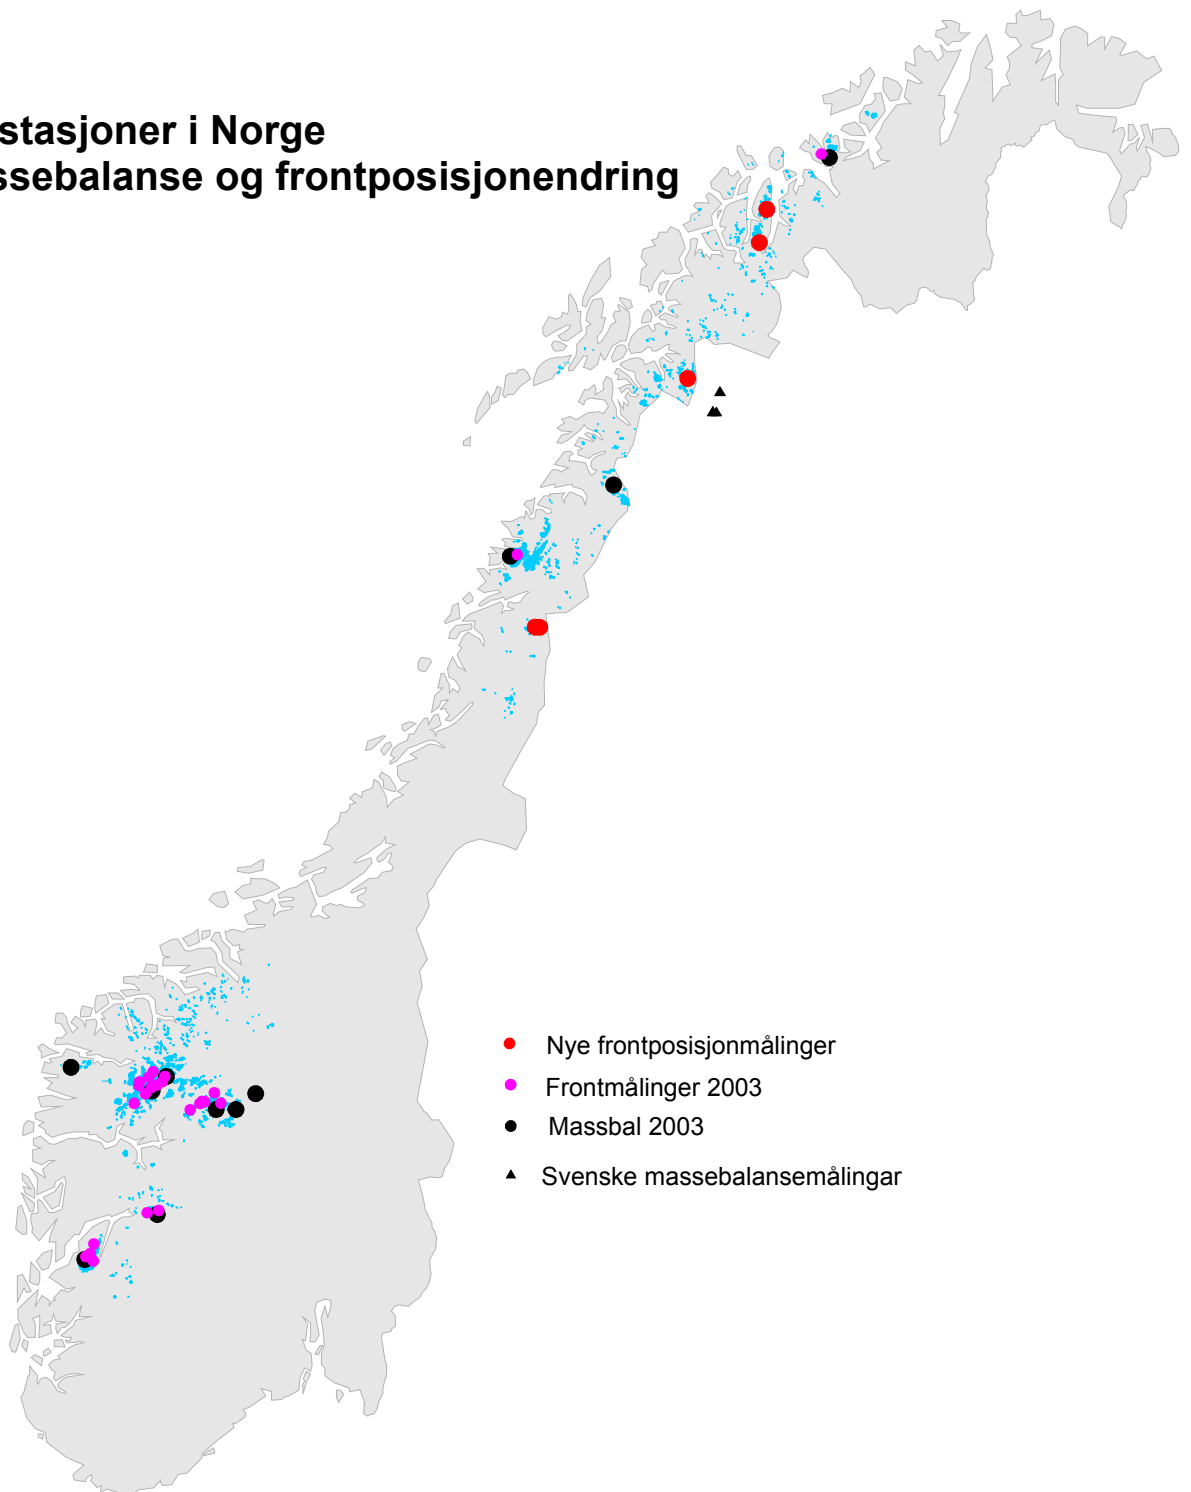 stasjoner i Norge
ssebalanse og frontposisjonendring
Nye frontposisjonmålinger
Frontmålinger 2003
Massbal 2003
Svenske massebalansemålingar